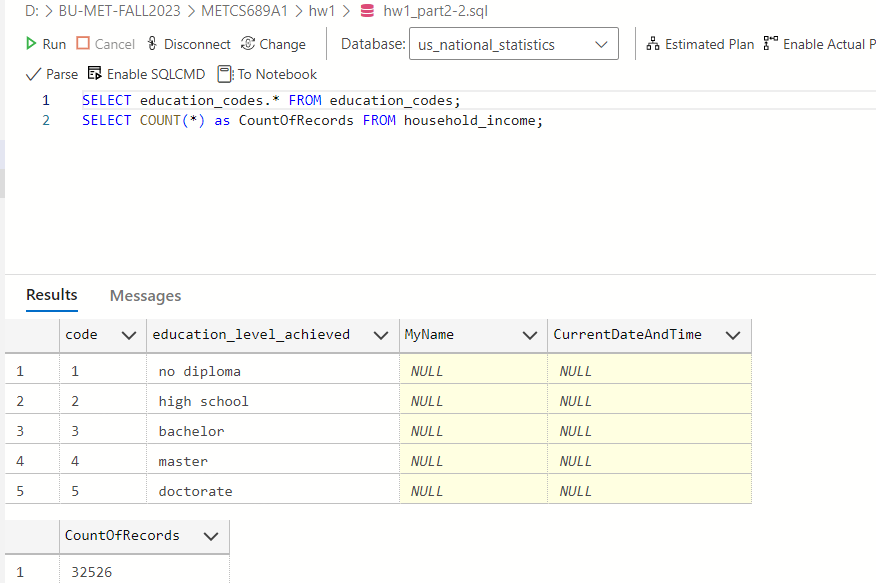 D: > BU-MET-FALL2023 > METCS689A1 > hw1 > hw1_part2-2.sql
Run Cancel Disconnect Change Database: us_national_statistics Estimated Plan Enable Actual P
Parse Enable SQLCMD To Notebook
1 SELECT education_codes.* FROM education_codes;
2 SELECT COUNT(*) as CountOfRecords FROM household_income;
Results Messages
code education_level_achieved MyName CurrentDateAndTime
1 1 no diploma NULL NULL
2 2 high school NULL NULL
3 3 bachelor NULL NULL
4 4 master NULL NULL
5 5 doctorate NULL NULL
CountOfRecords
1 32526